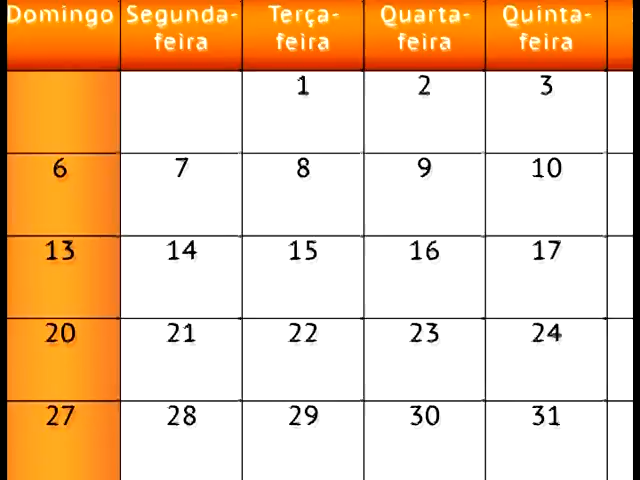 Domingo Segunda-feira Terça-feira Quarta-feira Quinta-feira
1 2 3
6 7 8 9 10
13 14 15 16 17
20 21 22 23 24
27 28 29 30 31